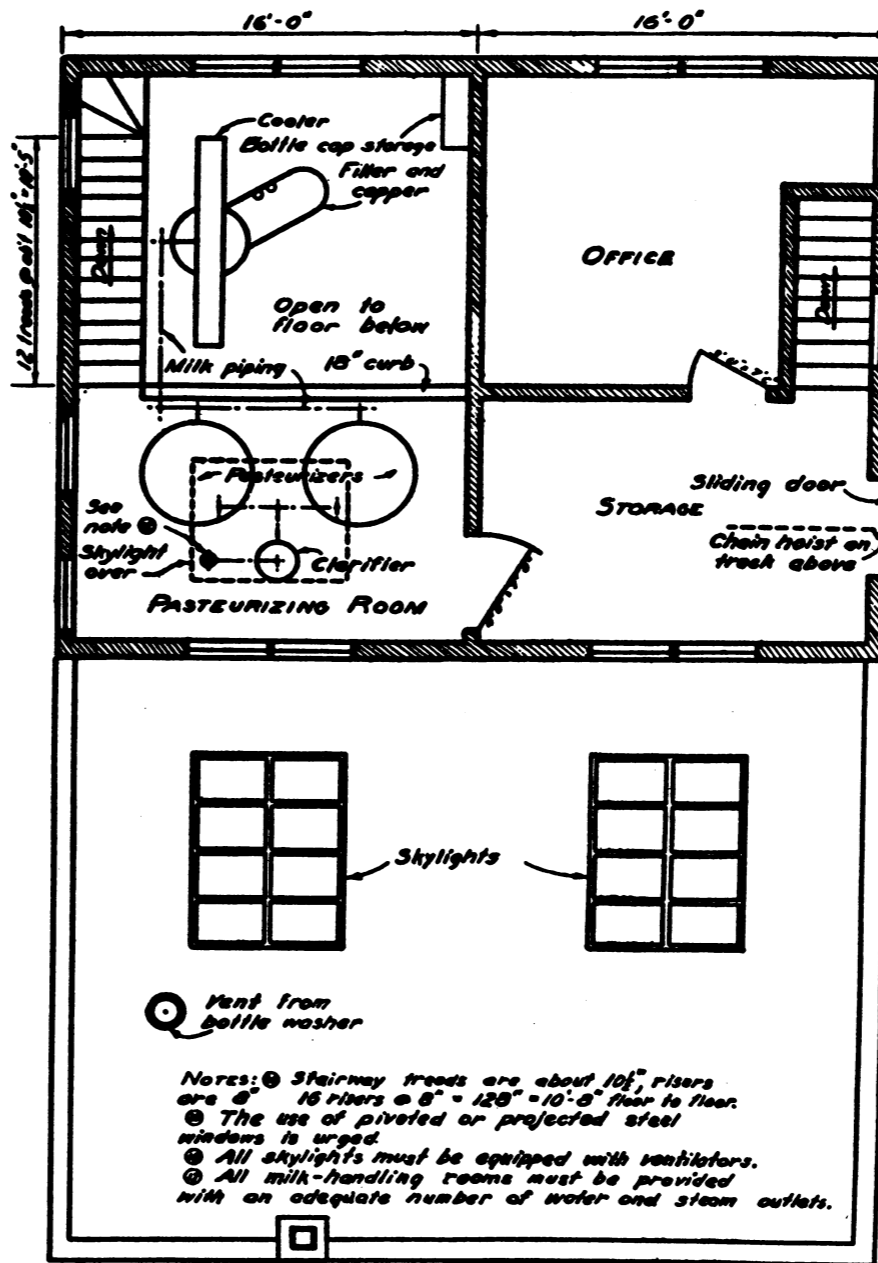 16'-0" 16'-0"
Cooler
Bottle cap storage
Filler and
capper
Down
OFFICE
Down
Open to
floor below
Milk piping
18" curb
Pasteurizers
Sliding door
See
note
STORAGE
Skylight
over
Clarifier
Chain hoist on
track above
PASTEURIZING ROOM
Skylights
Vent from
bottle washer
NOTES: Stairway treads are about 10½", risers
are 8" 16 risers @ 8" = 128" = 10'-8" floor to floor.
The use of pivoted or projected steel
windows is urged.
All skylights must be equipped with ventilators.
All milk-handling rooms must be provided
with an adequate number of water and steam outlets.
12 treads